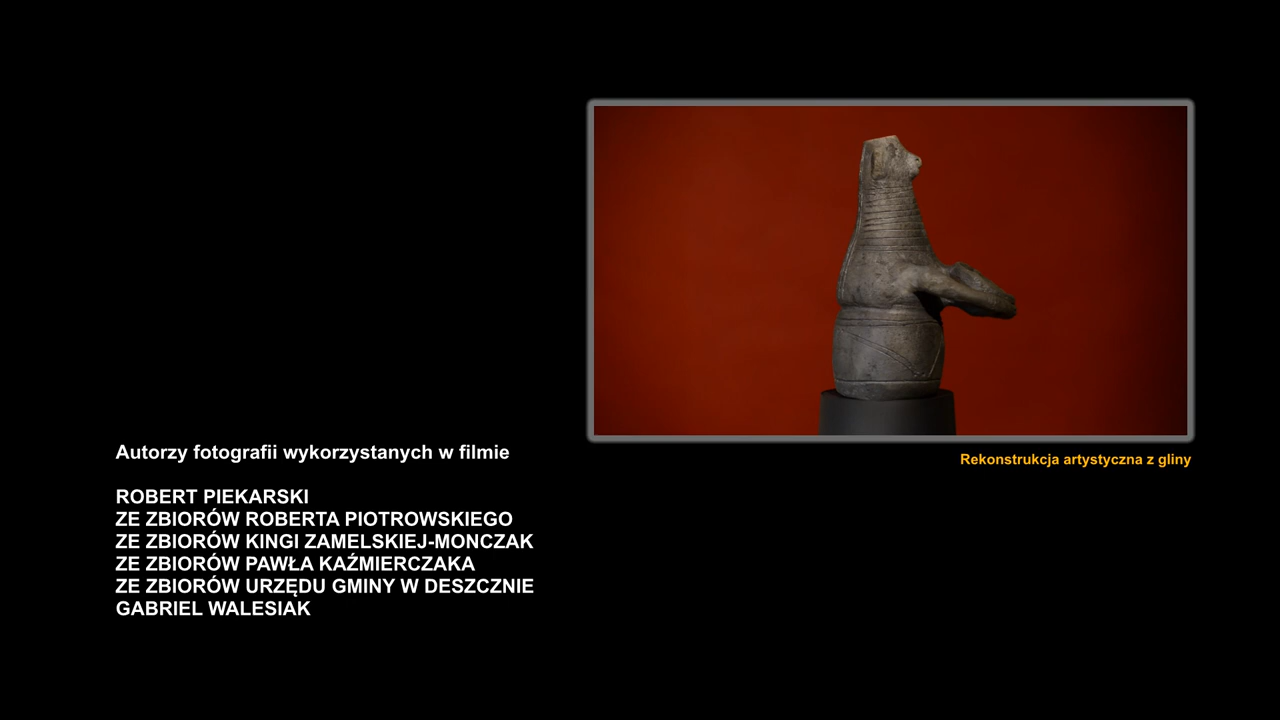 Autorzy fotografii wykorzystanych w filmie
ROBERT PIEKARSKI
ZE ZBIORÓW ROBERTA PIOTROWSKIEGO
ZE ZBIORÓW KINGI ZAMELSKIEJ-MONCZAK
ZE ZBIORÓW PAWŁA KAŹMIERCZAKA
ZE ZBIORÓW URZĘDU GMINY W DESZCZNIE
GABRIEL WALESIAK
Rekonstrukcja artystyczna z gliny